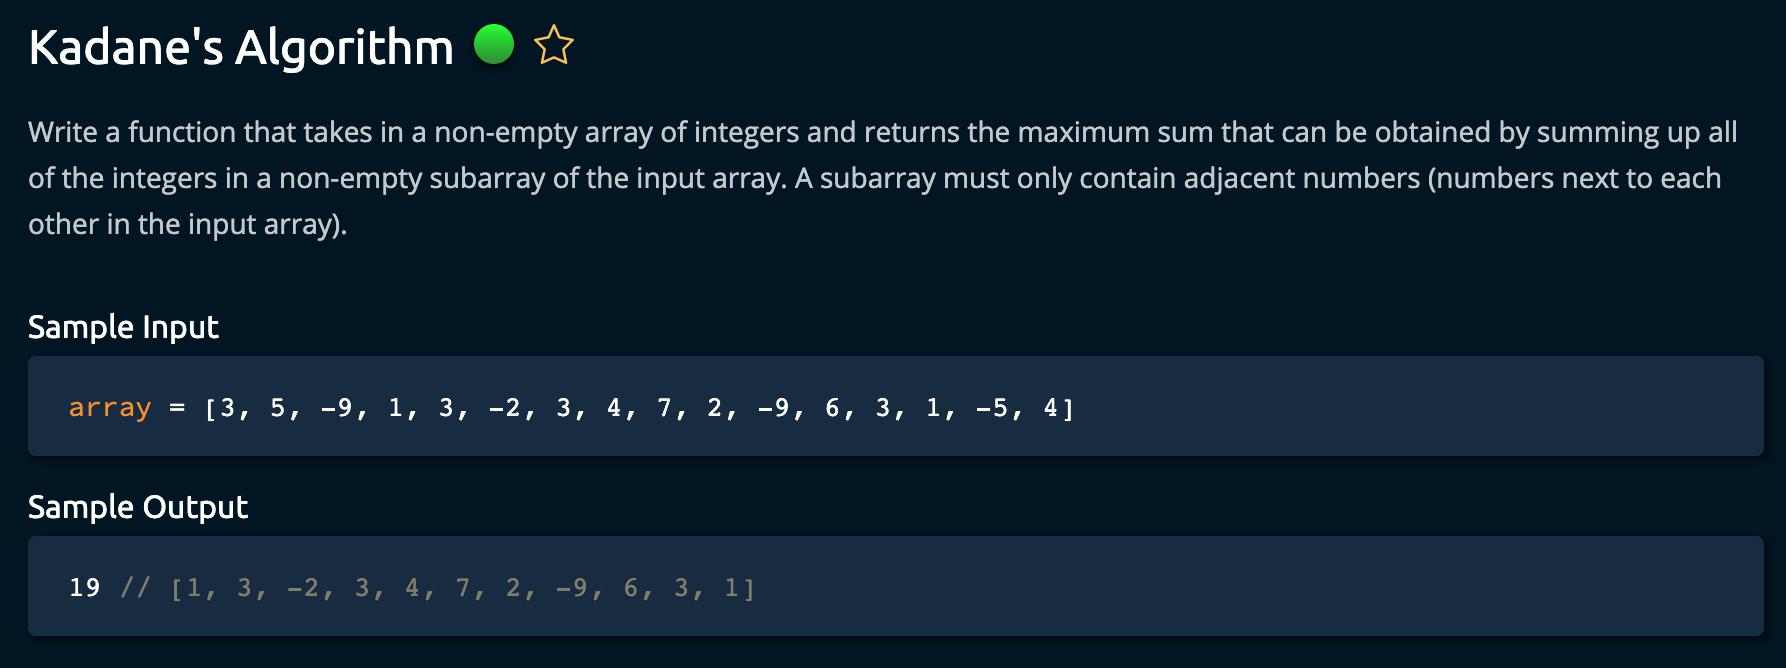 Kadane's Algorithm
Write a function that takes in a non-empty array of integers and returns the maximum sum that can be obtained by summing up all
of the integers in a non-empty subarray of the input array. A subarray must only contain adjacent numbers (numbers next to each
other in the input array).
Sample Input
array = [3, 5, -9, 1, 3, -2, 3, 4, 7, 2, -9, 6, 3, 1, -5, 4]
Sample Output
19 // [1, 3, -2, 3, 4, 7, 2, -9, 6, 3, 1]